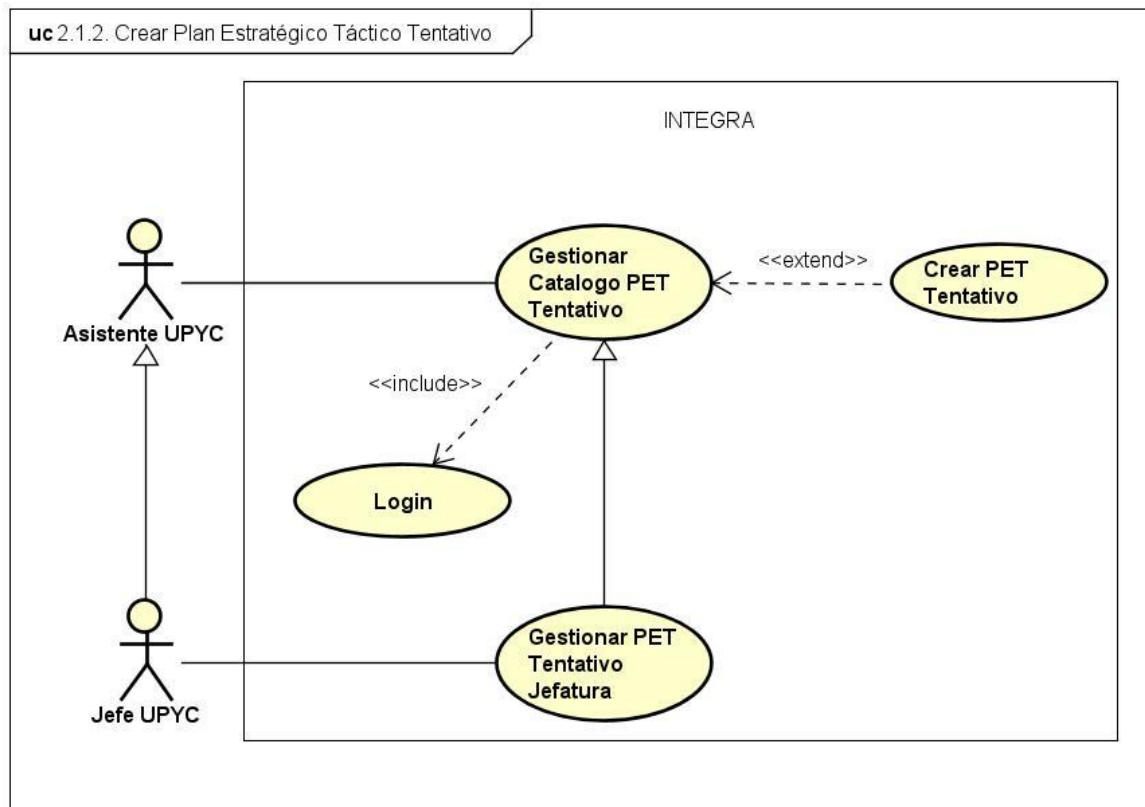 uc 2.1.2. Crear Plan Estratégico Táctico Tentativo
INTEGRA
Gestionar
Catalogo PET
Tentativo
<<extend>>
Crear PET
Tentativo
Asistente UPYC
<<include>>
Login
Gestionar PET
Tentativo
Jefatura
Jefe UPYC